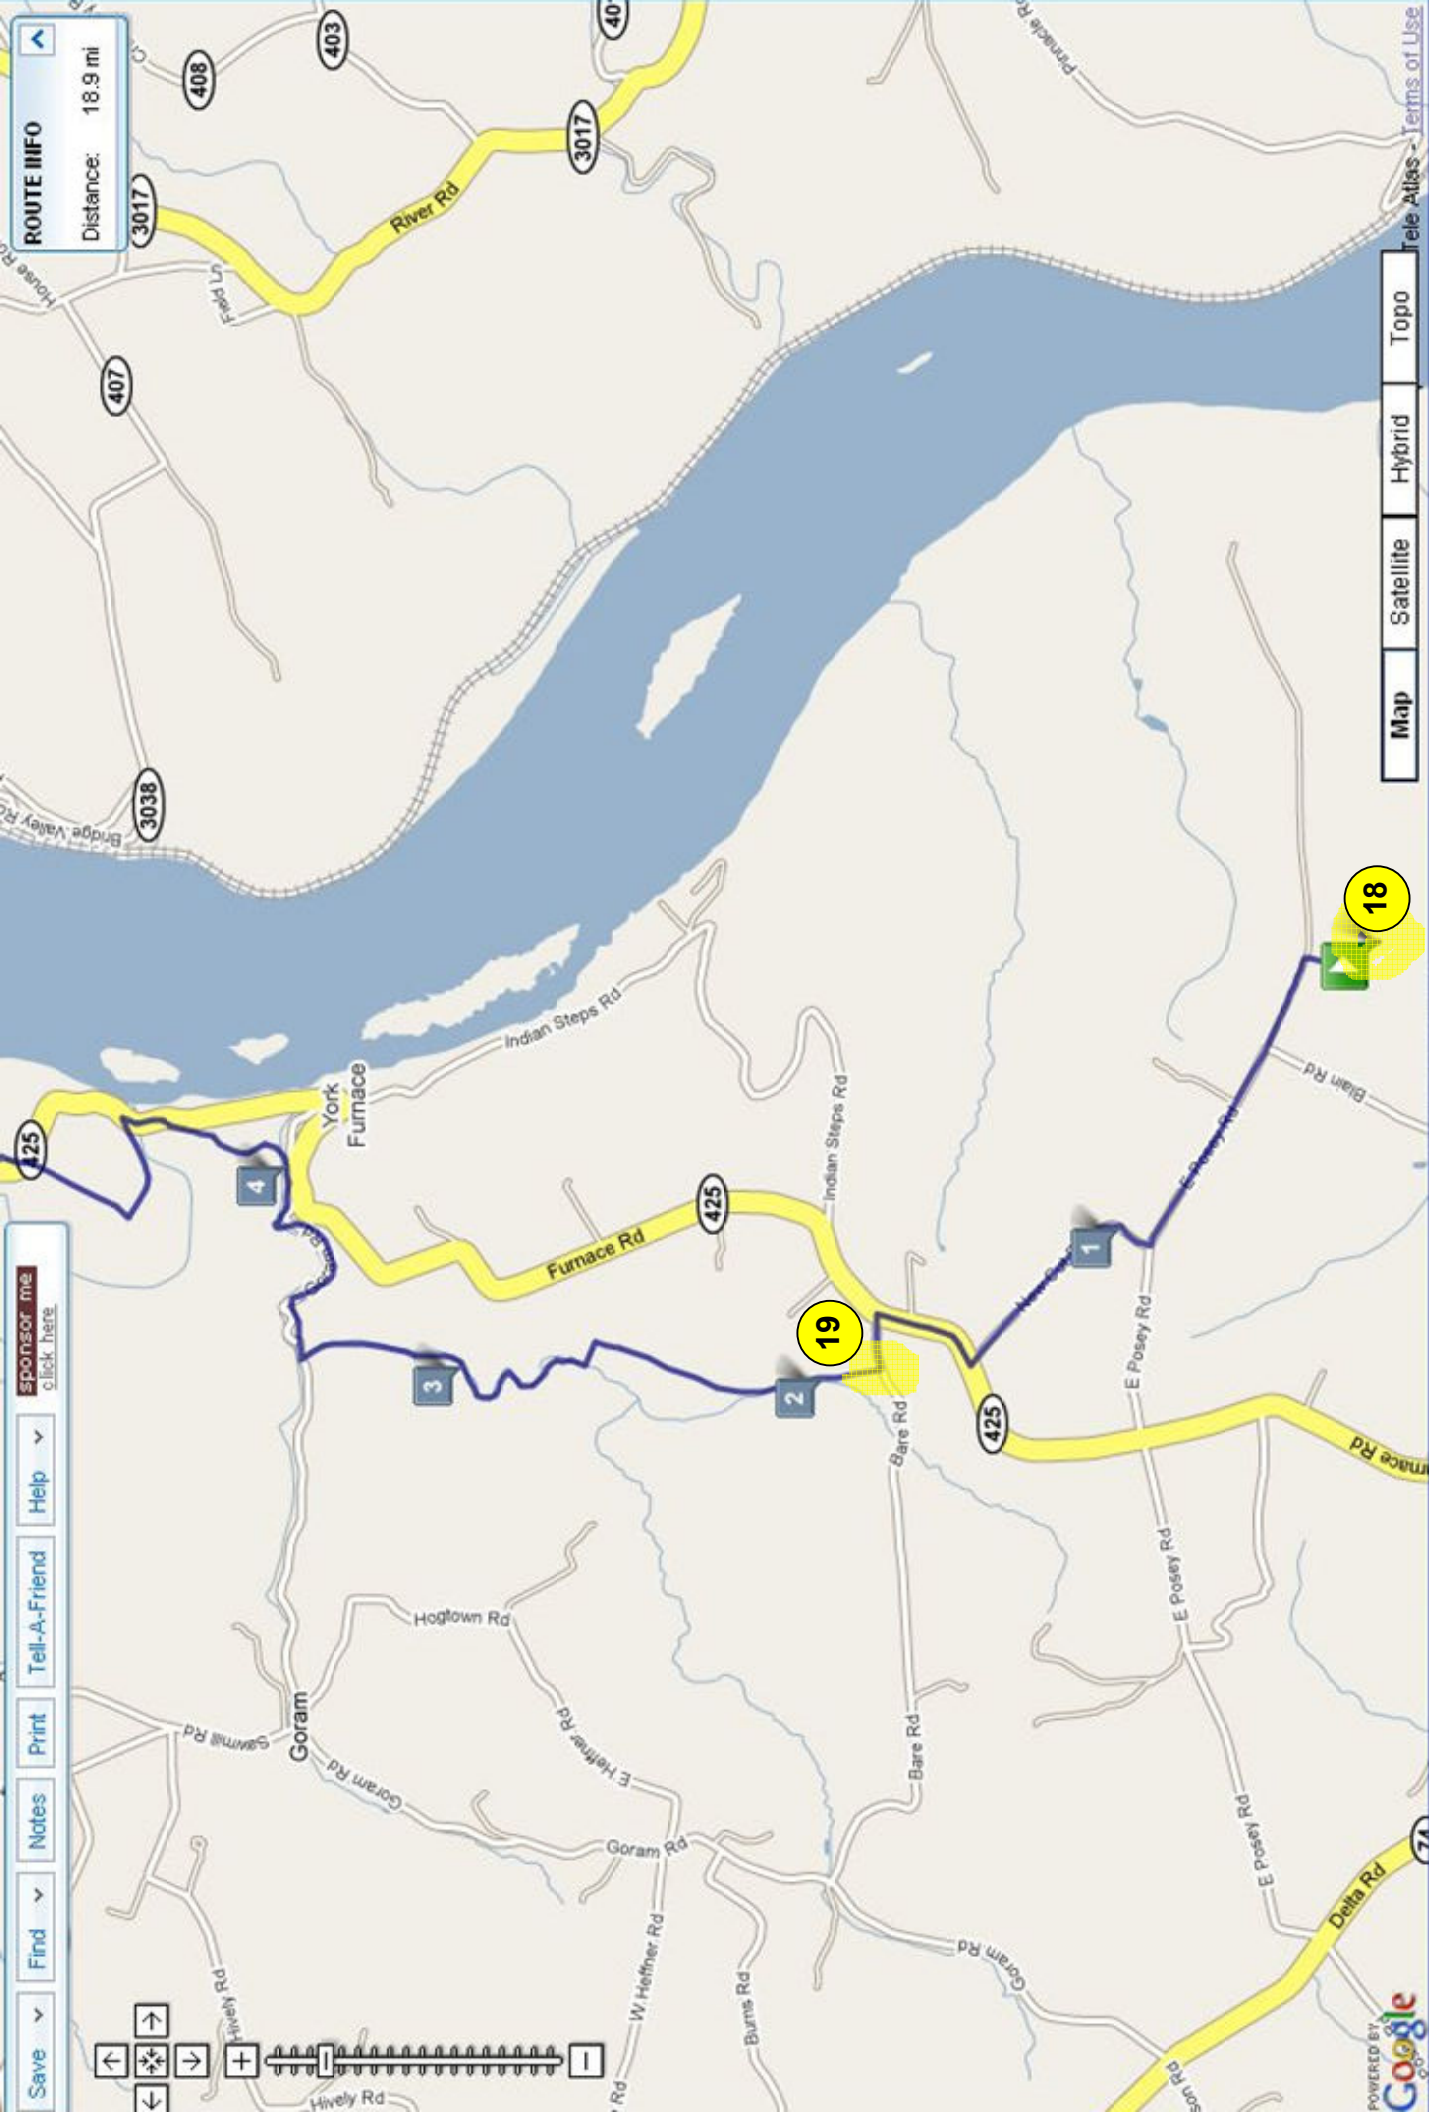 Save
Find
Notes
Print
Tell-A-Friend
Help
sponsor me
click here
ROUTE INFO
Distance: 18.9 mi
425
3038
407
3017
408
403
3017
Hively Rd
Hively Rd
Sawmill Rd
Goram
Goram Rd
Goram Rd
Bridge Valley Rd
Field Ln
River Rd
4
York
Furnace
3
Hogtown Rd
E Heffner Rd
Goram Rd
W Heffner Rd
Burns Rd
Furnace Rd
425
Indian Steps Rd
Indian Steps Rd
2
19
Bare Rd
Bare Rd
Goram Rd
425
1
E Posey Rd
E Posey Rd
E Posey Rd
E Posey Rd
Blain Rd
18
Pinnacle Rd
Delta Rd
74
POWERED BY
Google
Map
Satellite
Hybrid
Topo
Tele Atlas - Terms of Use